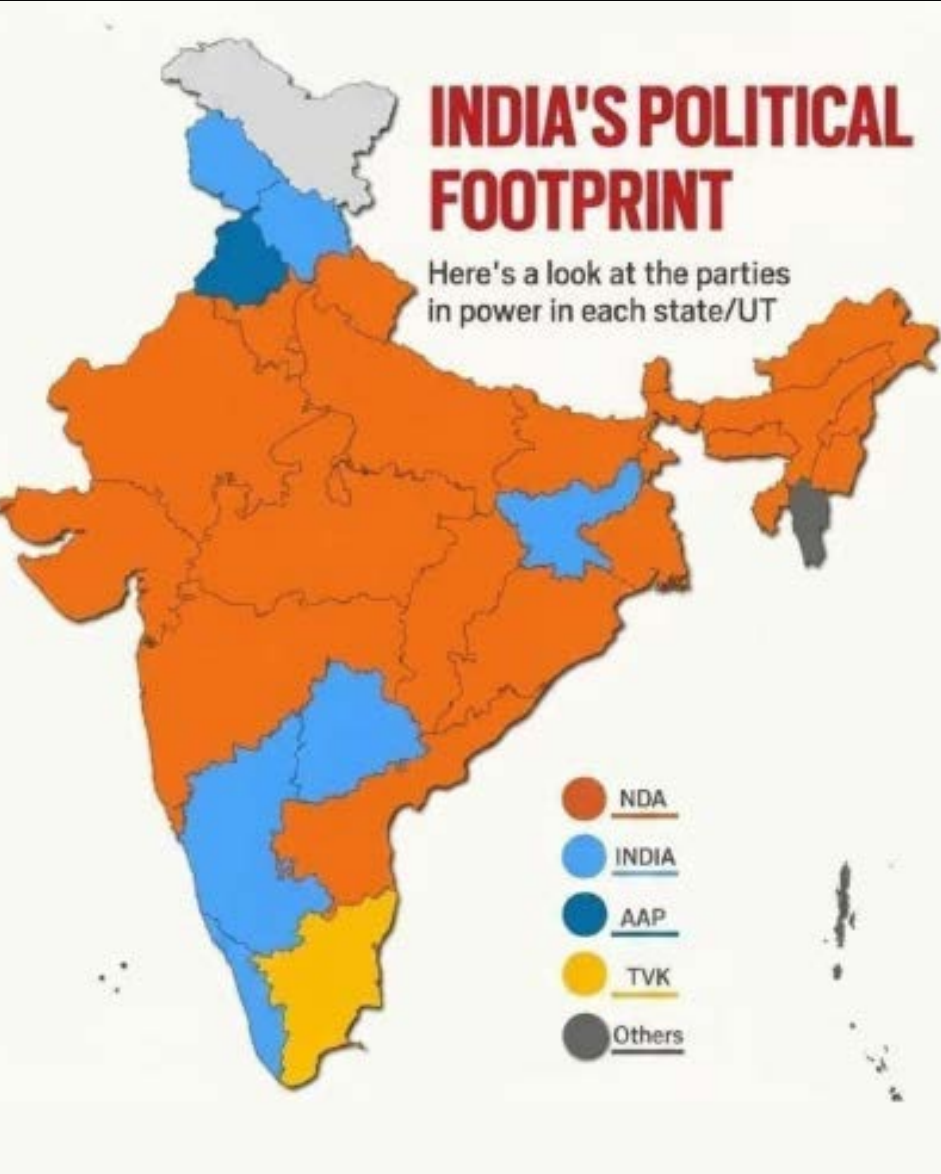 INDIA'S POLITICAL
FOOTPRINT
Here's a look at the parties
in power in each state/UT
NDA
INDIA
AAP
TVK
Others